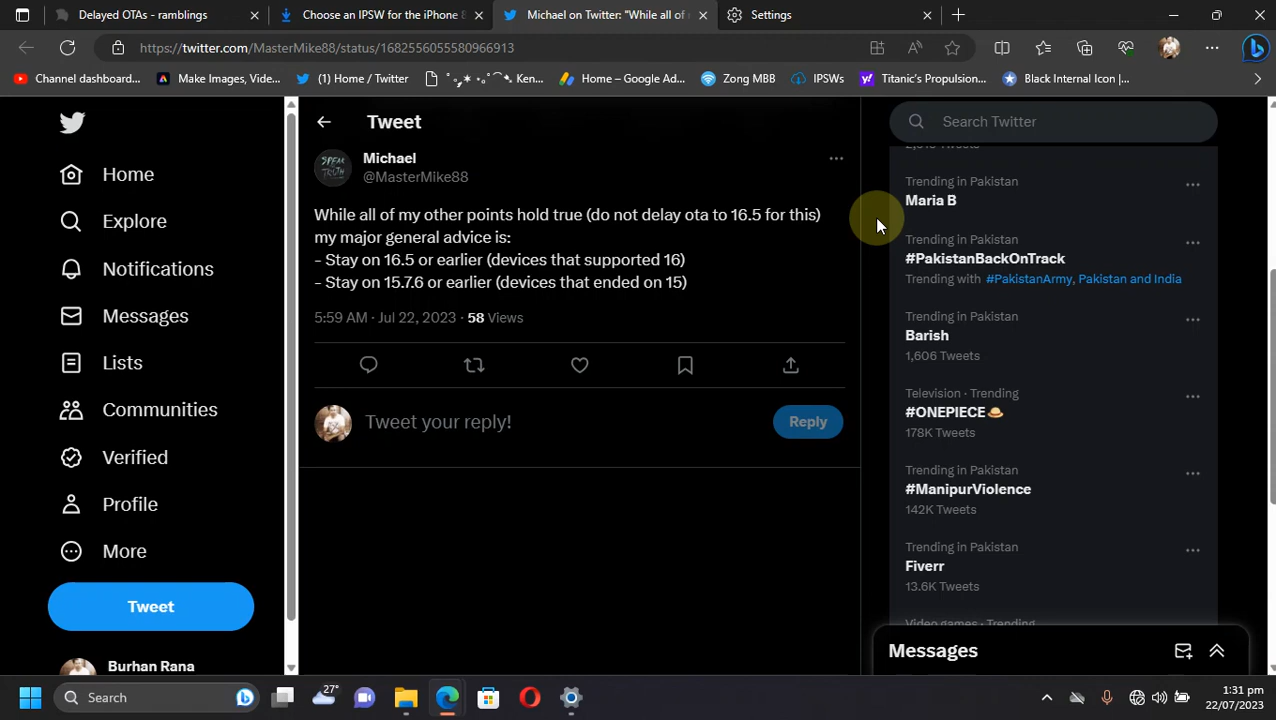 Delayed OTAs - ramblings
Choose an IPSW for the iPhone 8
Michael on Twitter: "While all of m
Settings
https://twitter.com/MasterMike88/status/1682556055580966913
Channel dashboard...
Make Images, Vide...
(1) Home / Twitter
Ken...
Home – Google Ad...
Zong MBB
IPSWs
Titanic's Propulsion...
Black Internal Icon |...
Home
Explore
Notifications
Messages
Lists
Communities
Verified
Profile
More
Tweet
Burhan Rana
Tweet
SPEAK
TRUTH
Michael
@MasterMike88
While all of my other points hold true (do not delay ota to 16.5 for this)
my major general advice is:
- Stay on 16.5 or earlier (devices that supported 16)
- Stay on 15.7.6 or earlier (devices that ended on 15)
5:59 AM · Jul 22, 2023 · 58 Views
Tweet your reply!
Reply
Search Twitter
Trending in Pakistan
Maria B
Trending in Pakistan
#PakistanBackOnTrack
Trending with #PakistanArmy, Pakistan and India
Trending in Pakistan
Barish
1,606 Tweets
Television · Trending
#ONEPIECE
178K Tweets
Trending in Pakistan
#ManipurViolence
142K Tweets
Trending in Pakistan
Fiverr
13.6K Tweets
Video games · Trending
Messages
Search
27°
1:31 pm
22/07/2023